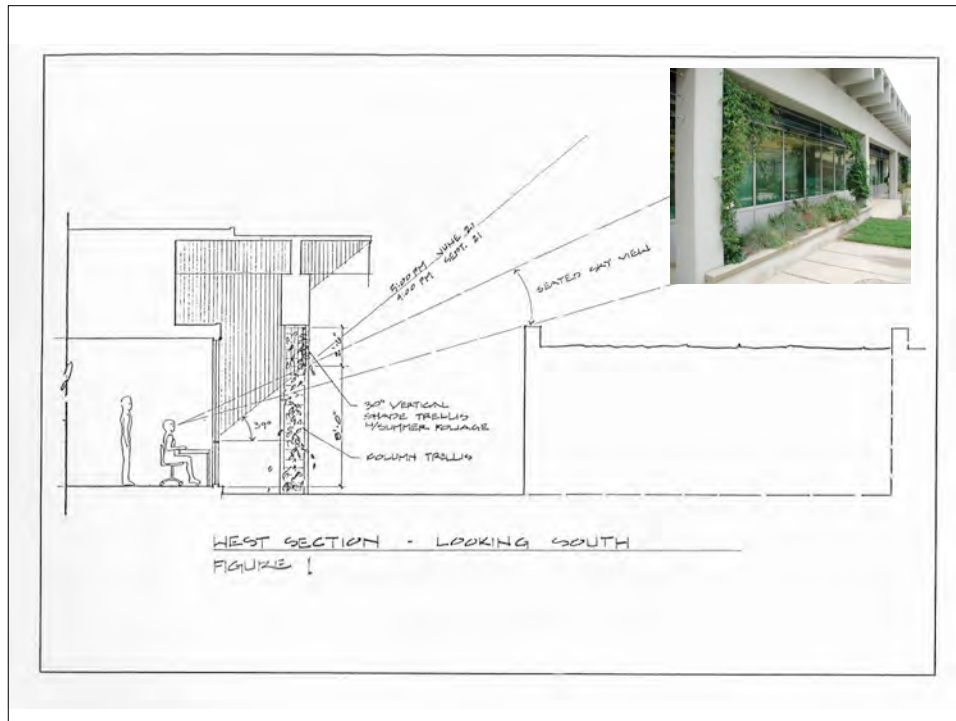 5:00 PM JUNE 21
4:00 PM SEPT. 21
SEATED SKY VIEW
39°
8'-0"
30" VERTICAL
SHADE TRELLIS
W/SUMMER FOLIAGE
COLUMN TRELLIS
WEST SECTION - LOOKING SOUTH
FIGURE 1